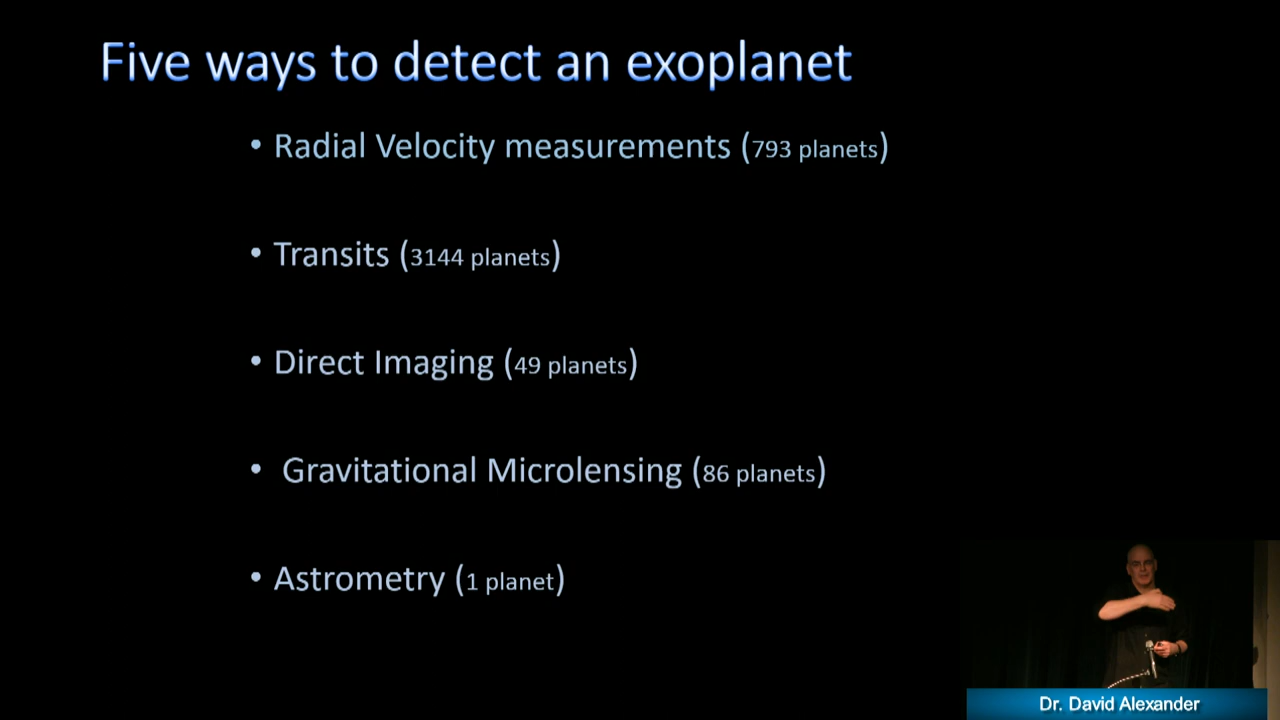 Five ways to detect an exoplanet
• Radial Velocity measurements (793 planets)
• Transits (3144 planets)
• Direct Imaging (49 planets)
• Gravitational Microlensing (86 planets)
• Astrometry (1 planet)
Dr. David Alexander